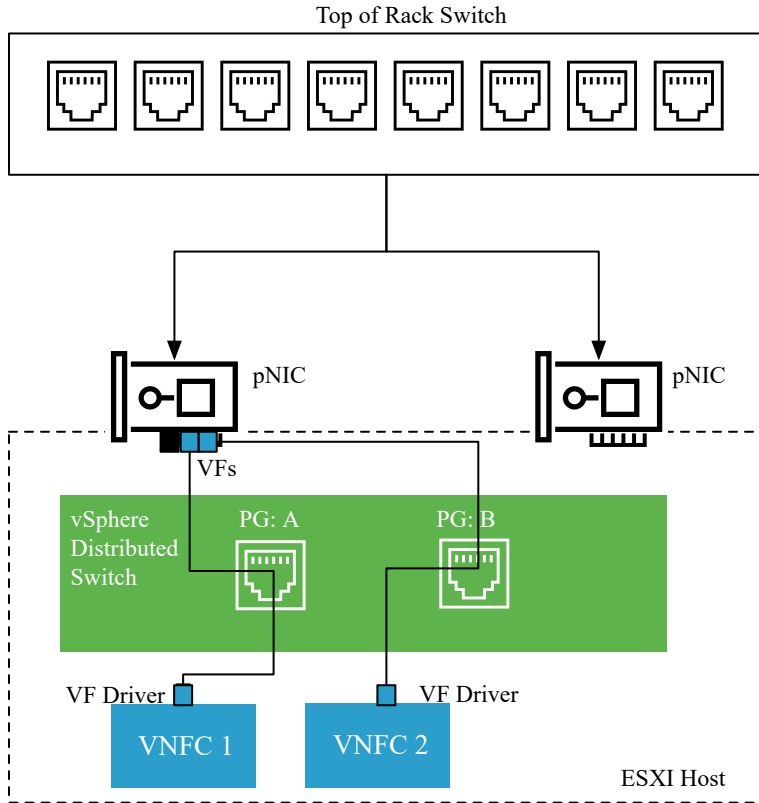 Top of Rack Switch
pNIC
pNIC
VFs
vSphere
Distributed
Switch
PG: A
PG: B
VF Driver
VF Driver
VNFC 1
VNFC 2
ESXI Host